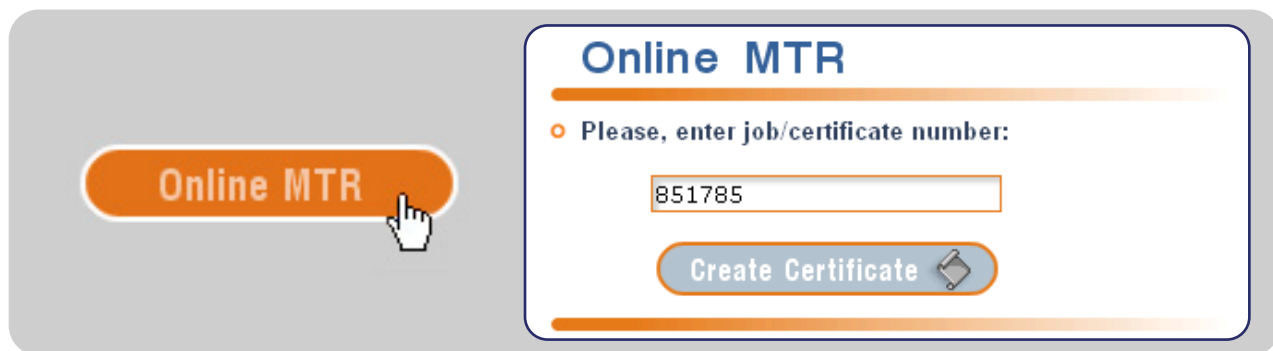 Online MTR
Online MTR
Please, enter job/certificate number:
851785
Create Certificate